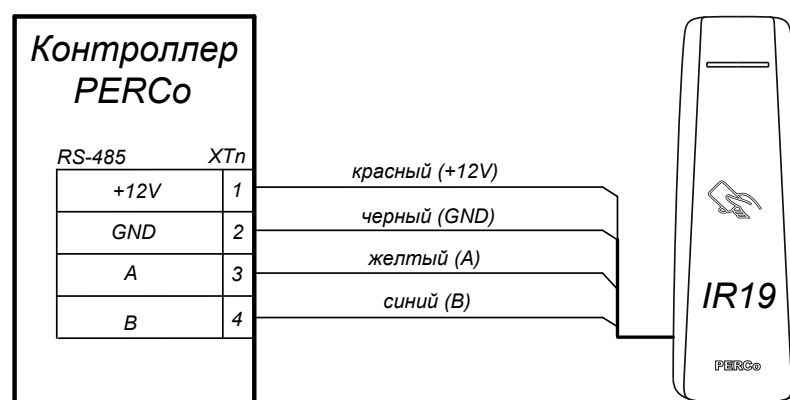 Контроллер
PERCo
RS-485 XTn
+12V 1
GND 2
A 3
B 4
красный (+12V)
черный (GND)
желтый (A)
синий (B)
IR19
PERCo